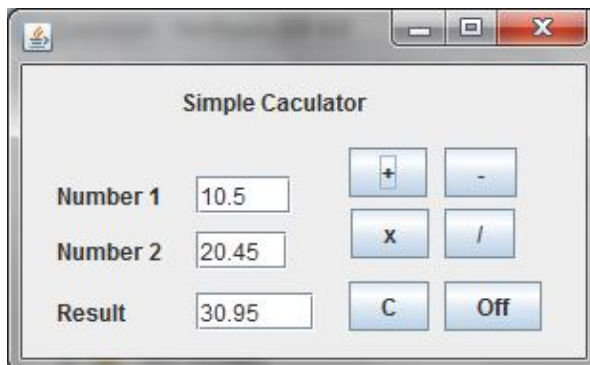 Simple Caculator
+ -
Number 1 10.5
x /
Number 2 20.45
Result 30.95 C Off